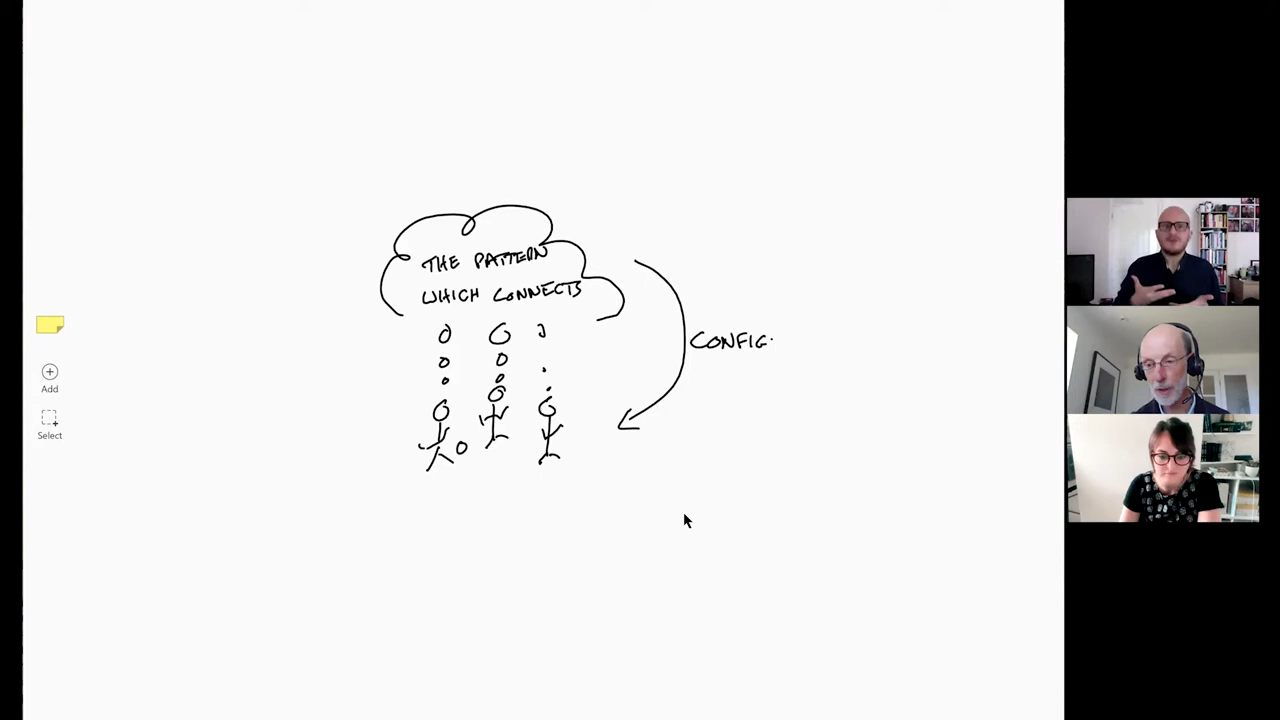 THE PATTERN
WHICH CONNECTS
CONFIG.
Add
Select